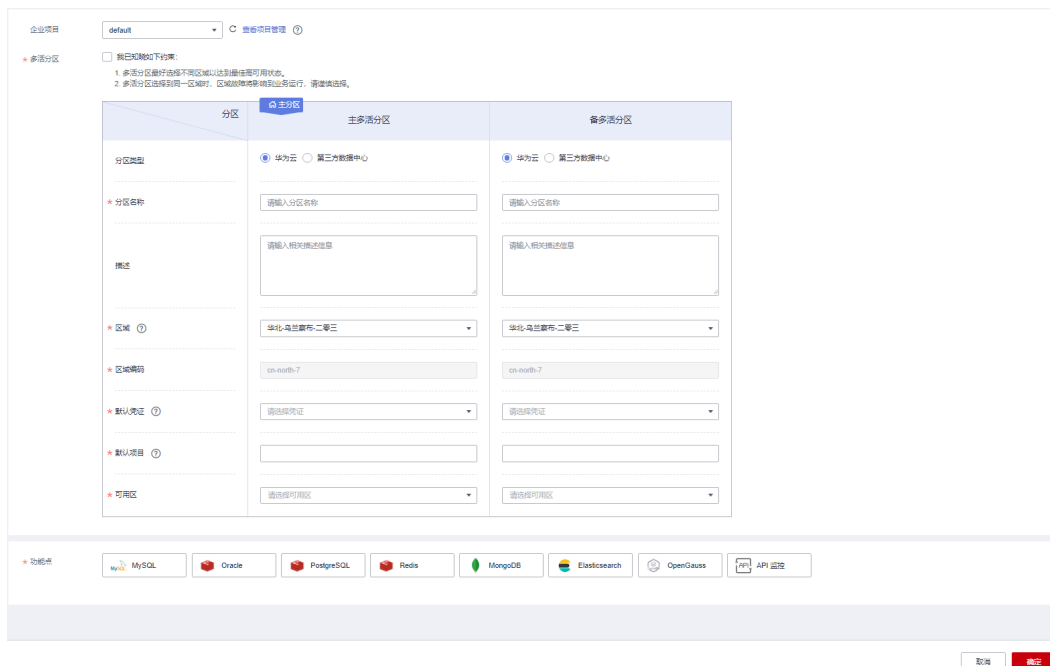 企业项目
default
查看项目管理
* 多活分区
我已知晓如下约束：
1. 多活分区最好选择不同区域以达到最佳高可用状态。
2. 多活分区选择到同一区域时，区域故障将影响到业务运行，请谨慎选择。
分区
主分区
主多活分区
备多活分区
分区类型
华为云
第三方数据中心
华为云
第三方数据中心
* 分区名称
请输入分区名称
请输入分区名称
描述
请输入相关描述信息
请输入相关描述信息
* 区域
华北-乌兰察布-二零三
华北-乌兰察布-二零三
* 区域编码
cn-north-7
cn-north-7
* 默认凭证
请选择凭证
请选择凭证
* 默认项目
* 可用区
请选择可用区
请选择可用区
* 功能点
MySQL
Oracle
PostgreSQL
Redis
MongoDB
Elasticsearch
OpenGauss
API
API 监控
取消
确定